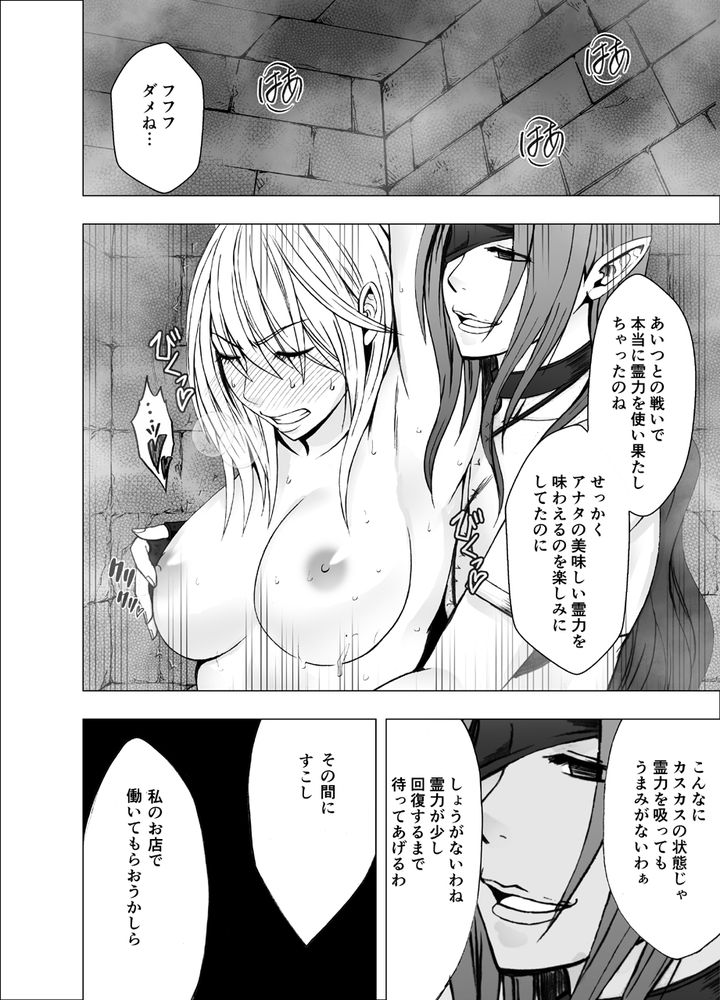 はあ
はあ
はあ
フフフ
ダメね…
あいつとの戦いで
本当に霊力を使い果たし
ちゃったのね
せっかく
アナタの美味しい霊力を
味わえるのを楽しみに
してたのに
びくっ
びくっ
こんなに
カスカスの状態じゃ
霊力を吸っても
うまみがないわぁ
しょうがないわね
霊力が少し
回復するまで
待ってあげるわ
その間に
すこし
私のお店で
働いてもらおうかしら